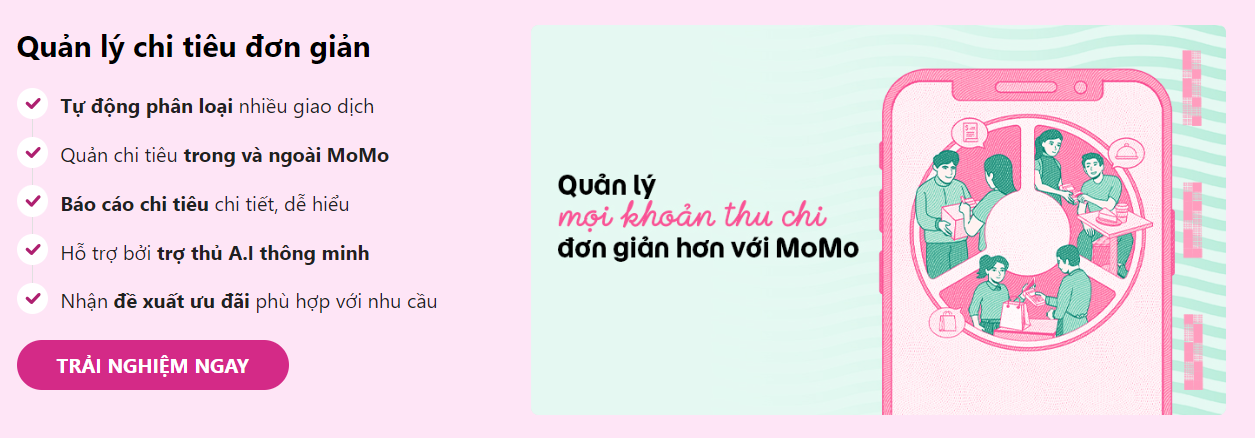 Quản lý chi tiêu đơn giản
Tự động phân loại nhiều giao dịch
Quản chi tiêu trong và ngoài MoMo
Báo cáo chi tiêu chi tiết, dễ hiểu
Hỗ trợ bởi trợ thủ A.I thông minh
Nhận đề xuất ưu đãi phù hợp với nhu cầu
TRẢI NGHIỆM NGAY
Quản lý
mọi khoản thu chi
đơn giản hơn với MoMo